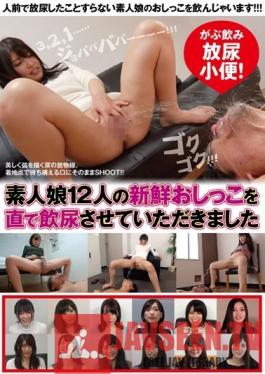 人前で放尿したことすらない素人娘のおしっこを飲んじゃいます!!!
3.2.1…
ジョババババーーーー!!!
がぶ飲み
放尿
小便!
ゴク
ゴク!!!
美しく弧を描く尿の放物線。
着地点で待ち構える口にそのままSHOOT!!
素人娘12人の新鮮おしっこを
直で飲尿させていただきました
JAVSEEN.TV